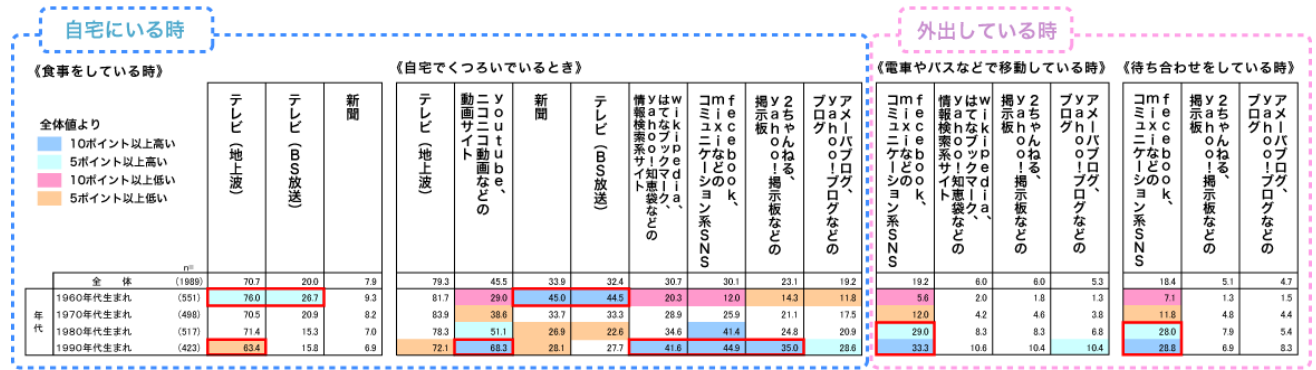 自宅にいる時
外出している時
《食事をしている時》
《自宅でくつろいでいるとき》
《電車やバスなどで移動している時》
《待ち合わせをしている時》
全体値より
10ポイント以上高い
5ポイント以上高い
10ポイント以上低い
5ポイント以上低い
テレビ（地上波）
テレビ（BS放送）
新聞
テレビ（地上波）
youtube、
ニコニコ動画などの
動画サイト
新聞
テレビ（BS放送）
wikipedia、
はてなブックマーク、
yahoo!知恵袋などの
情報検索系サイト
fecebook、
mixiなどの
コミュニケーション系SNS
2ちゃんねる、
yahoo!掲示板などの
掲示板
アメーバブログ、
yahoo!ブログなどの
ブログ
fecebook、
mixiなどの
コミュニケーション系SNS
wikipedia、
はてなブックマーク、
yahoo!知恵袋などの
情報検索系サイト
2ちゃんねる、
yahoo!掲示板などの
掲示板
アメーバブログ、
yahoo!ブログなどの
ブログ
fecebook、
mixiなどの
コミュニケーション系SNS
2ちゃんねる、
yahoo!掲示板などの
掲示板
アメーバブログ、
yahoo!ブログなどの
ブログ
n=
全体 (1989) 70.7 20.0 7.9 79.3 45.5 33.9 32.4 30.7 30.1 23.1 19.2 19.2 6.0 6.0 5.3 18.4 5.1 4.7
年代
1960年代生まれ (551) 76.0 26.7 9.3 81.7 29.0 45.0 44.5 20.3 12.0 14.3 11.8 5.6 2.0 1.8 1.3 7.1 1.3 1.5
1970年代生まれ (498) 70.5 20.9 8.2 83.9 38.6 33.7 33.3 28.9 25.9 21.1 17.5 12.0 4.2 4.6 3.8 11.8 4.8 4.4
1980年代生まれ (517) 71.4 15.3 7.0 78.3 51.1 26.9 22.6 34.6 41.4 24.8 20.9 29.0 8.3 8.3 6.8 28.0 7.9 5.4
1990年代生まれ (423) 63.4 15.8 6.9 72.1 68.3 28.1 27.7 41.6 44.9 35.0 28.6 33.3 10.6 10.4 10.4 28.8 6.9 8.3